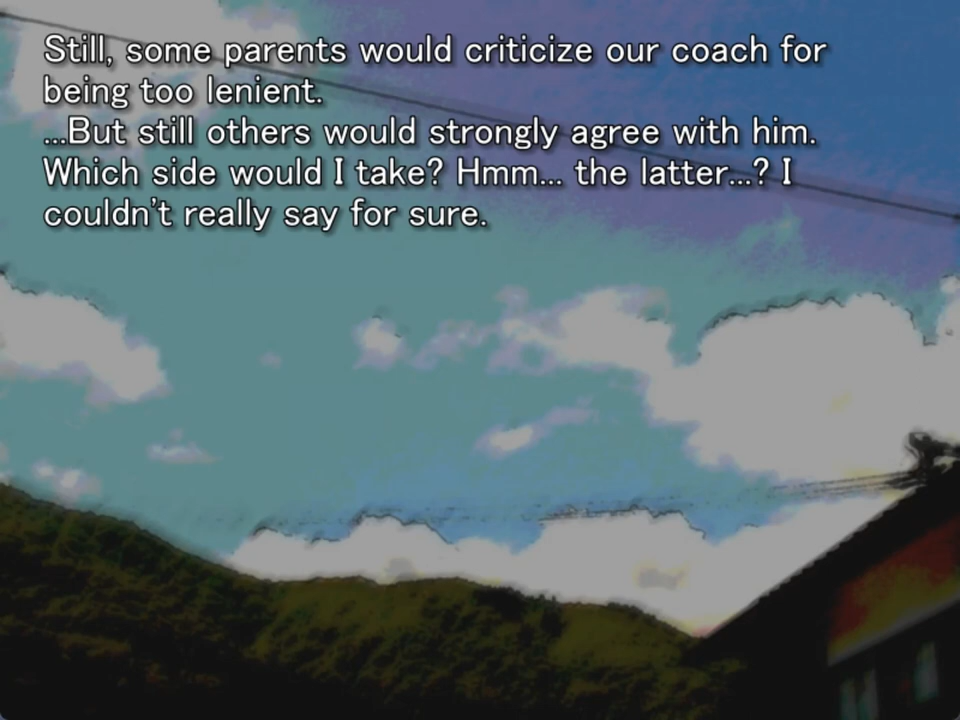 Still, some parents would criticize our coach for
being too lenient.
...But still others would strongly agree with him.
Which side would I take? Hmm... the latter...? I
couldn't really say for sure.